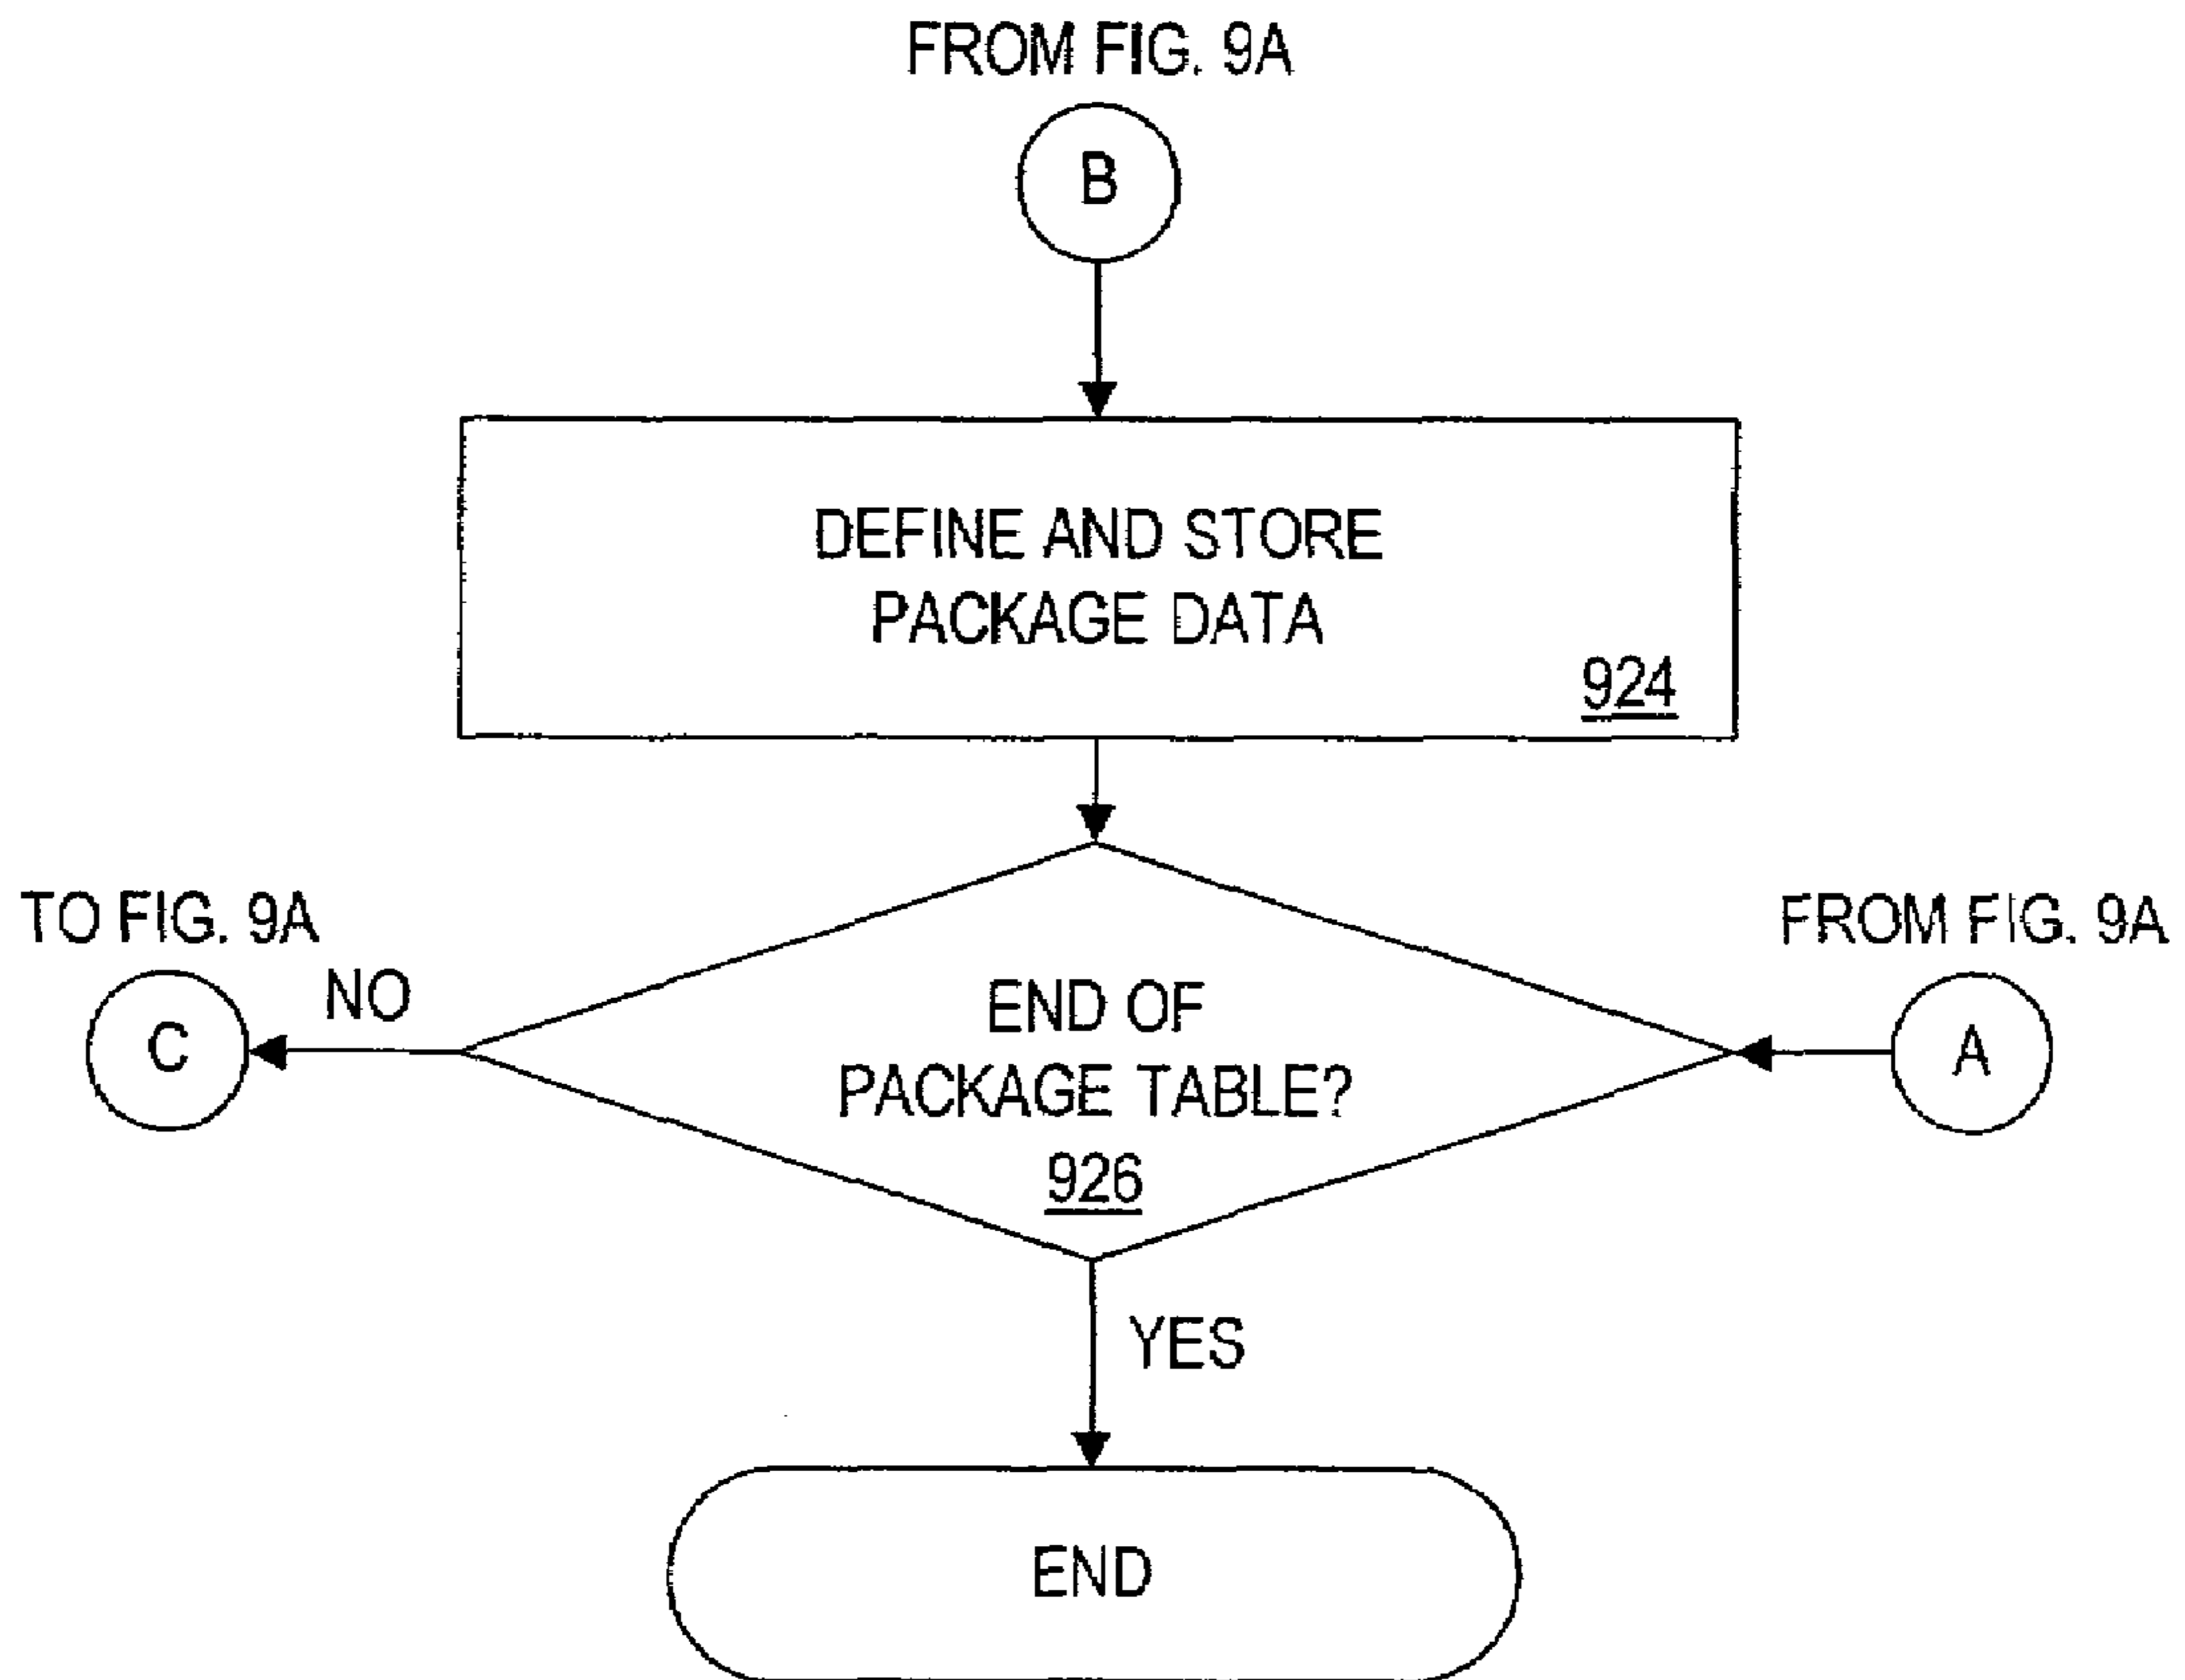 FROM FIG. 9A
B
DEFINE AND STORE
PACKAGE DATA
924
TO FIG. 9A
FROM FIG. 9A
NO
C
END OF
PACKAGE TABLE?
926
A
YES
END